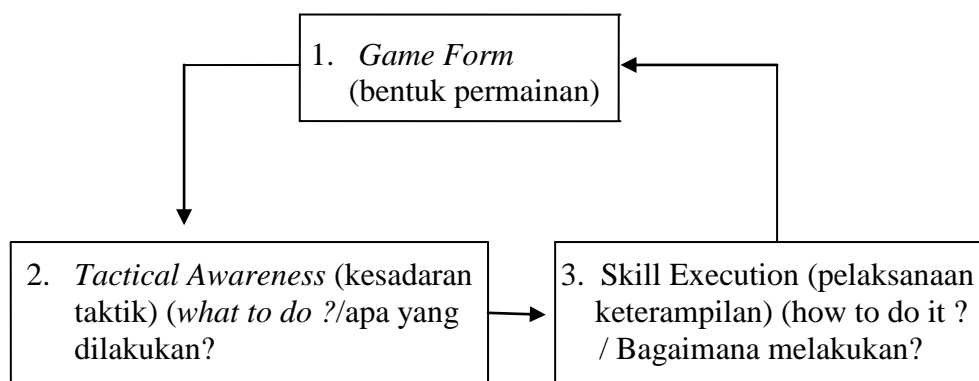 1. Game Form
(bentuk permainan)
2. Tactical Awareness (kesadaran
taktik) (what to do ?/apa yang
dilakukan?
3. Skill Execution (pelaksanaan
keterampilan) (how to do it ?
/ Bagaimana melakukan?